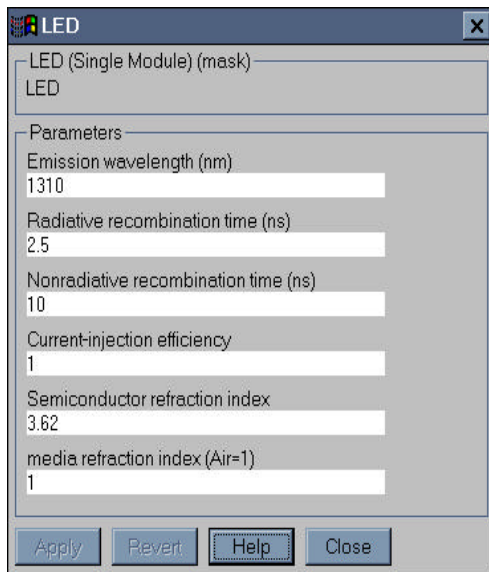 LED
LED (Single Module) (mask)
LED
Parameters
Emission wavelength (nm)
1310
Radiative recombination time (ns)
2.5
Nonradiative recombination time (ns)
10
Current-injection efficiency
1
Semiconductor refraction index
3.62
media refraction index (Air=1)
1
Apply Revert Help Close